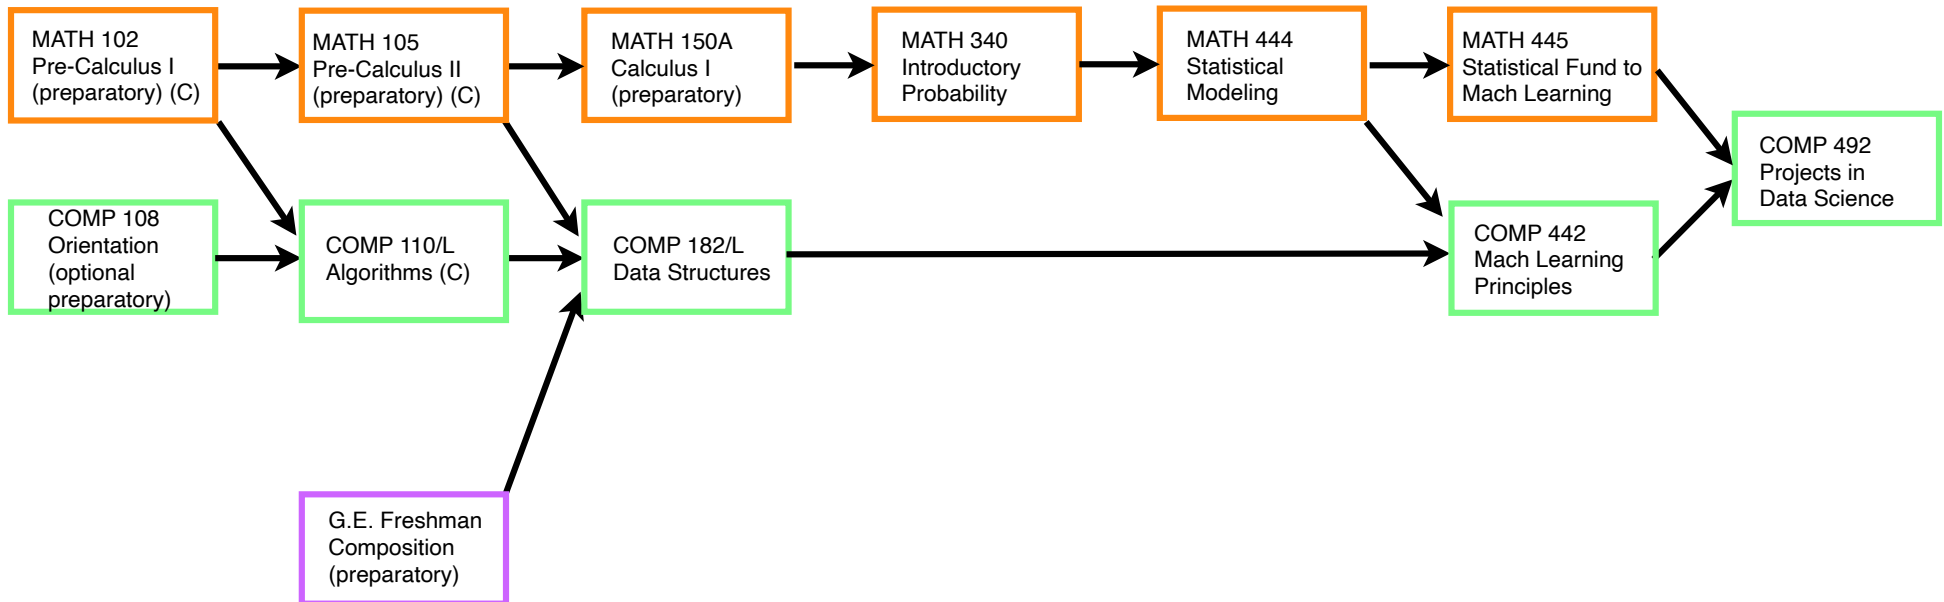 MATH 102
Pre-Calculus I
(preparatory) (C)
MATH 105
Pre-Calculus II
(preparatory) (C)
MATH 150A
Calculus I
(preparatory)
MATH 340
Introductory
Probability
MATH 444
Statistical
Modeling
MATH 445
Statistical Fund to
Mach Learning
COMP 492
Projects in
Data Science
COMP 108
Orientation
(optional
preparatory)
COMP 110/L
Algorithms (C)
COMP 182/L
Data Structures
COMP 442
Mach Learning
Principles
G.E. Freshman
Composition
(preparatory)